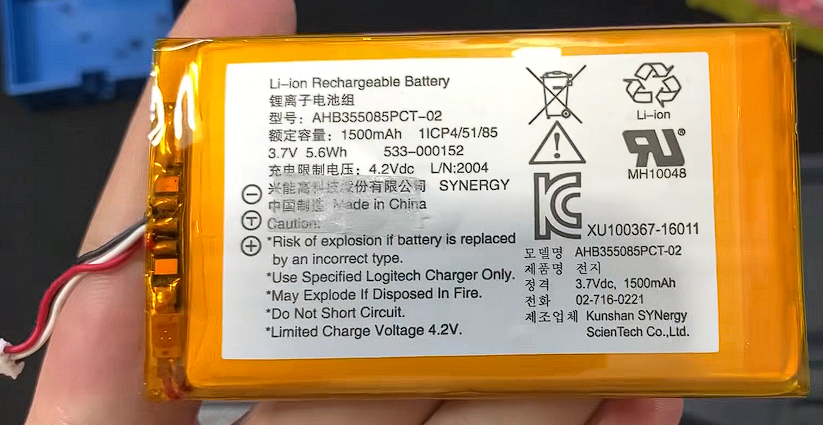 Li-ion Rechargeable Battery
锂离子电池组
型号: AHB355085PCT-02
额定容量: 1500mAh 1ICP4/51/85
3.7V 5.6Wh 533-000152
充电限制电压: 4.2Vdc L/N:2004
兴能高科技股份有限公司 SYNERGY
中国制造 Made in China
Caution:
*Risk of explosion if battery is replaced
by an incorrect type.
*Use Specified Logitech Charger Only.
*May Explode If Disposed In Fire.
*Do Not Short Circuit.
*Limited Charge Voltage 4.2V.
− T +
Li-ion
UR®
MH10048
KC
XU100367-16011
모델명 AHB355085PCT-02
제품명 전지
정격 3.7Vdc, 1500mAh
전화 02-716-0221
제조업체 Kunshan SYNergy
ScienTech Co.,Ltd.